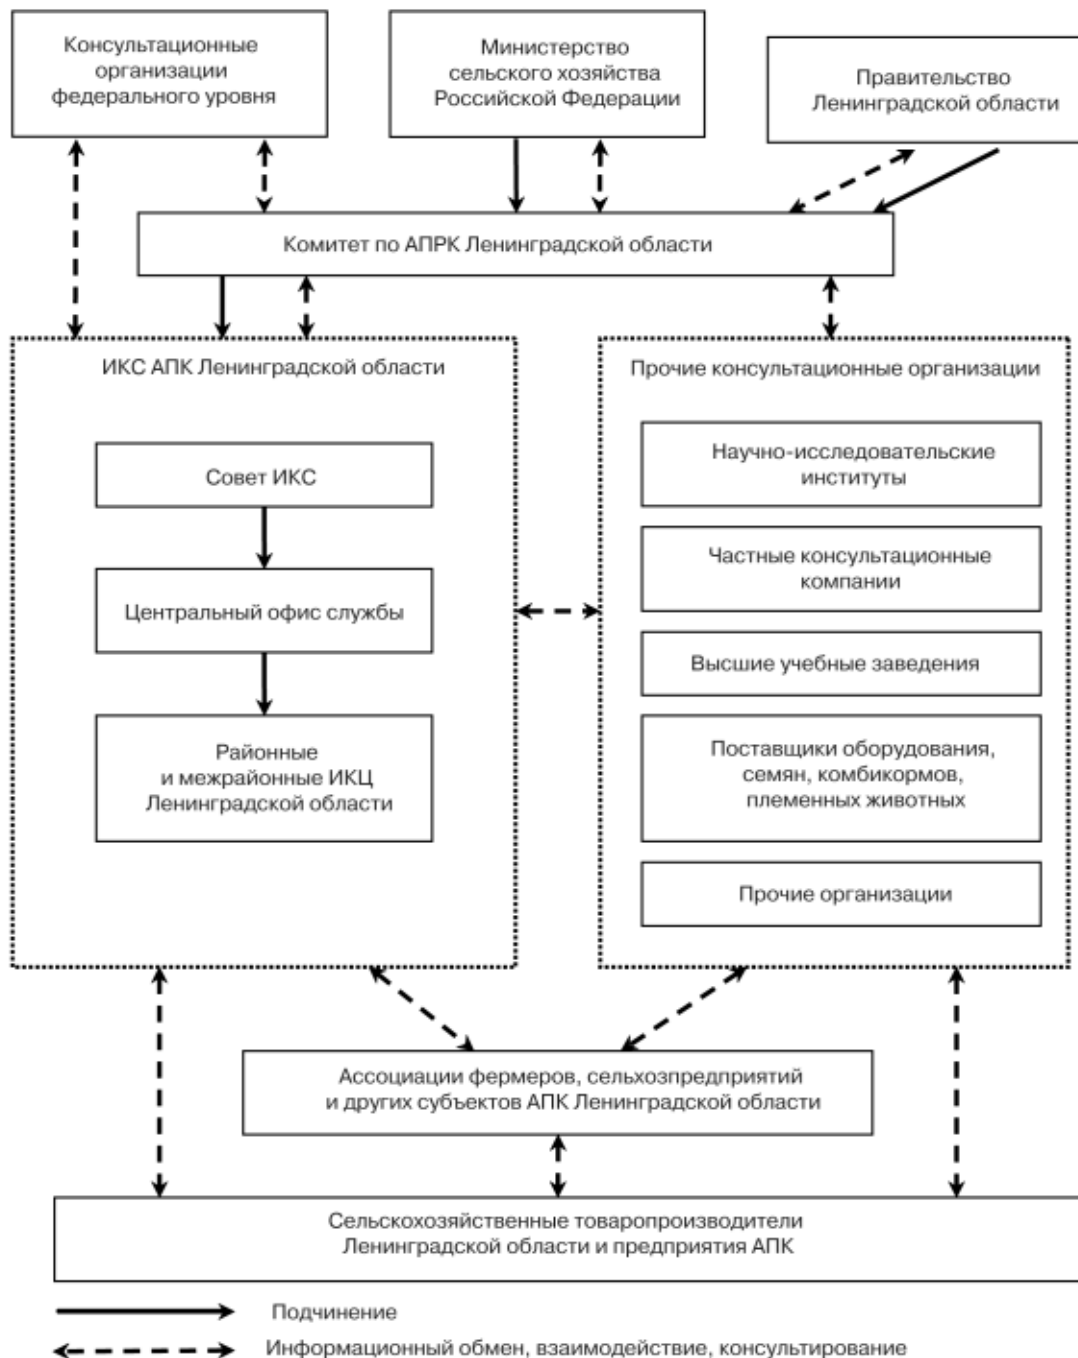 Консультационные
организации
федерального уровня
Министерство
сельского хозяйства
Российской Федерации
Правительство
Ленинградской области
Комитет по АПРК Ленинградской области
ИКС АПК Ленинградской области
Совет ИКС
Центральный офис службы
Районные
и межрайонные ИКЦ
Ленинградской области
Прочие консультационные организации
Научно-исследовательские
институты
Частные консультационные
компании
Высшие учебные заведения
Поставщики оборудования,
семян, комбикормов,
племенных животных
Прочие организации
Ассоциации фермеров, сельхозпредприятий
и других субъектов АПК Ленинградской области
Сельскохозяйственные товаропроизводители
Ленинградской области и предприятия АПК
Подчинение
Информационный обмен, взаимодействие, консультирование